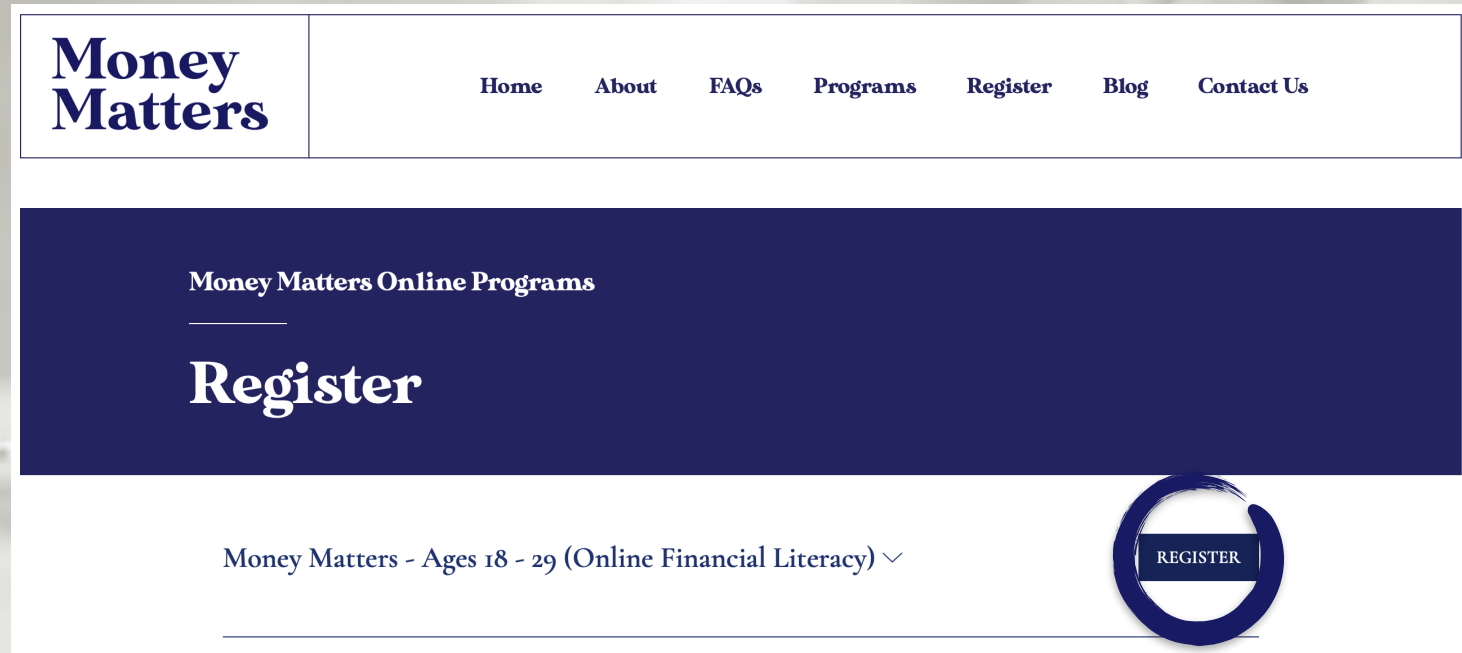 Money
Matters
Home About FAQs Programs Register Blog Contact Us
Money Matters Online Programs
Register
Money Matters - Ages 18 - 29 (Online Financial Literacy)
REGISTER